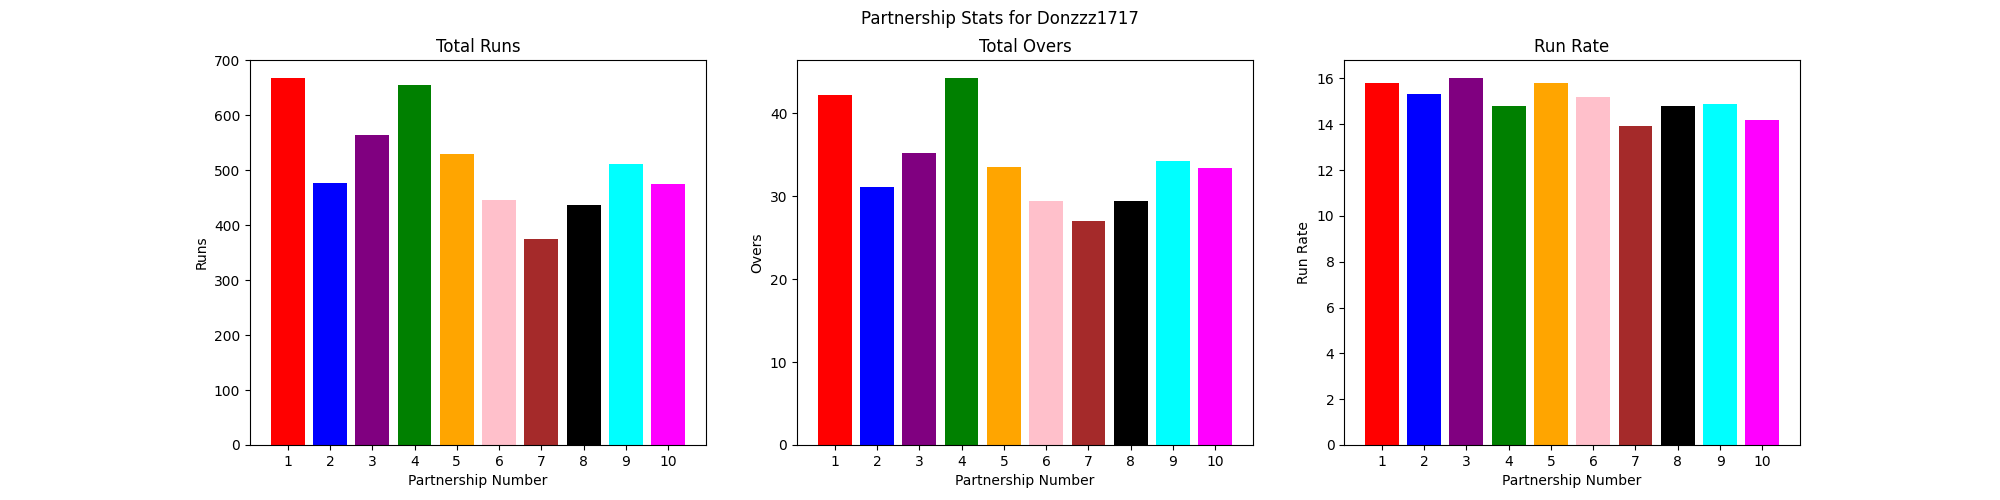 Partnership Stats for Donzzz1717
Total Runs
700
600
500
400
300
200
100
0
Runs
1 2 3 4 5 6 7 8 9 10
Partnership Number
Total Overs
40
30
20
10
0
Overs
1 2 3 4 5 6 7 8 9 10
Partnership Number
Run Rate
16
14
12
10
8
6
4
2
0
Run Rate
1 2 3 4 5 6 7 8 9 10
Partnership Number